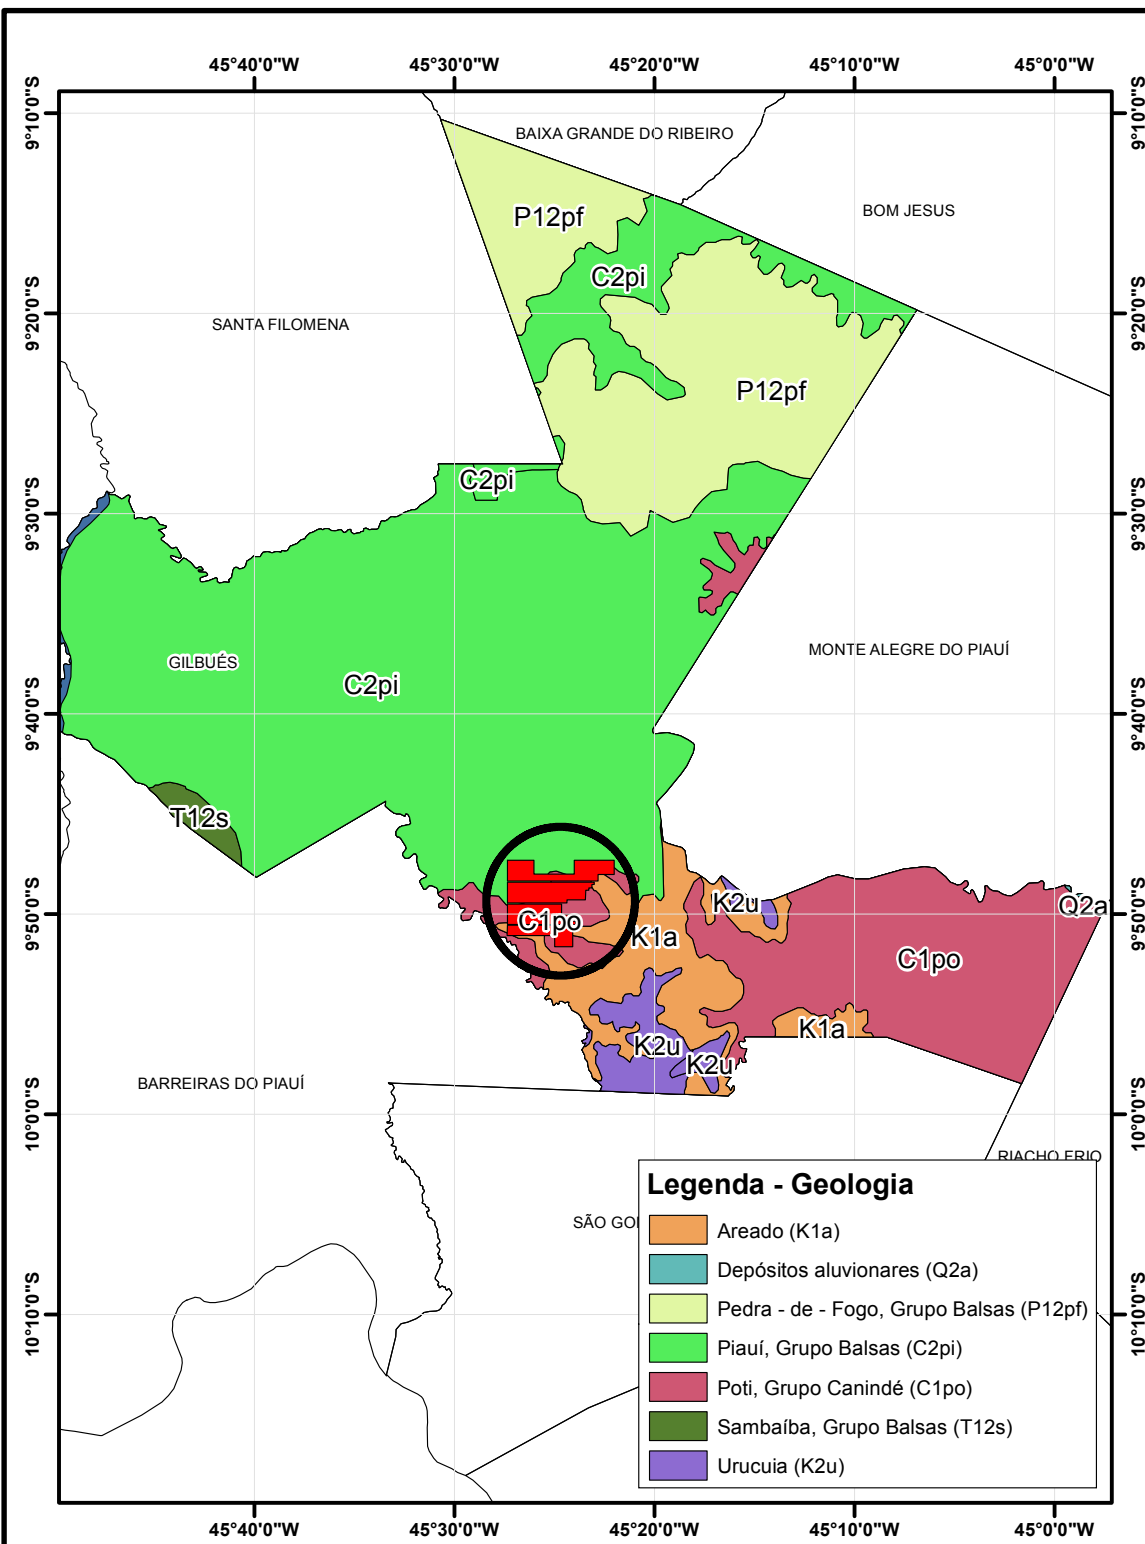 45°40'0"W 45°30'0"W 45°20'0"W 45°10'0"W 45°0'0"W
9°10'0"S 9°10'0"S
BAIXA GRANDE DO RIBEIRO
BOM JESUS
P12pf
C2pi
9°20'0"S 9°20'0"S
SANTA FILOMENA
P12pf
C2pi
9°30'0"S 9°30'0"S
MONTE ALEGRE DO PIAUÍ
GILBUÉS
C2pi
9°40'0"S 9°40'0"S
T12s
K2u
Q2a
9°50'0"S 9°50'0"S
C1po
K1a
C1po
K1a
K2u
K2u
BARREIRAS DO PIAUÍ
10°0'0"S 10°0'0"S
RIACHO FRIO
Legenda - Geologia
SÃO
Areado (K1a)
Depósitos aluvionares (Q2a)
Pedra - de - Fogo, Grupo Balsas (P12pf)
10°10'0"S 10°10'0"S
Piauí, Grupo Balsas (C2pi)
Poti, Grupo Canindé (C1po)
Sambaíba, Grupo Balsas (T12s)
Urucuia (K2u)
45°40'0"W 45°30'0"W 45°20'0"W 45°10'0"W 45°0'0"W